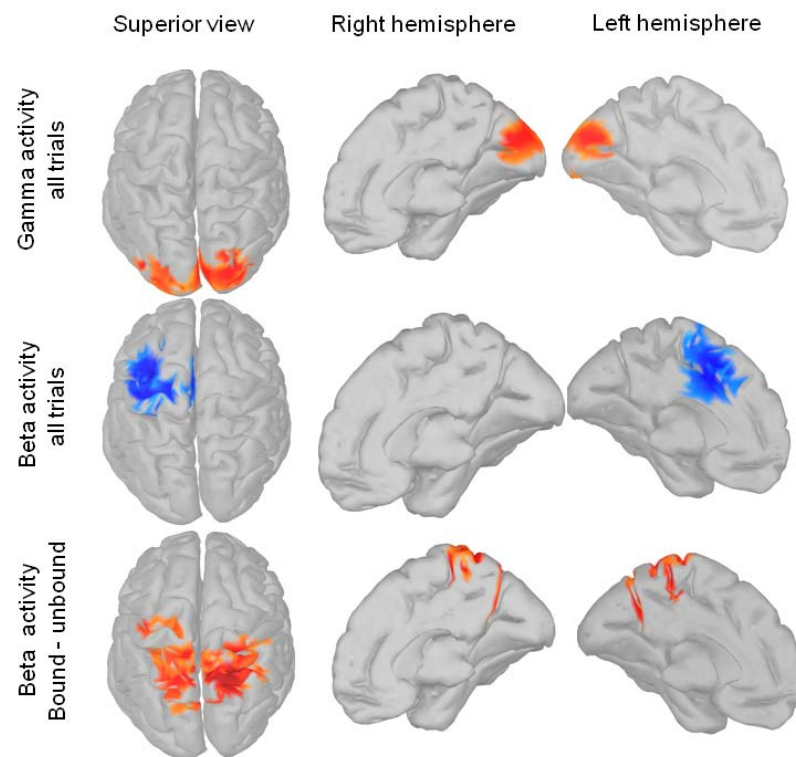 Superior view
Right hemisphere
Left hemisphere
Gamma activity
all trials
Beta activity
all trials
Beta activity
Bound - unbound